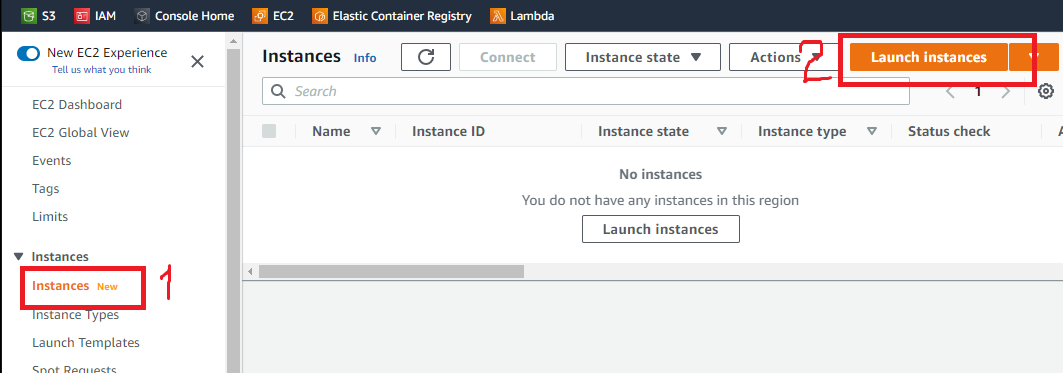 S3 IAM Console Home EC2 Elastic Container Registry Lambda
New EC2 Experience
Tell us what you think
EC2 Dashboard
EC2 Global View
Events
Tags
Limits
Instances
Instances New
1
Instance Types
Launch Templates
Spot Requests
Instances Info
Connect
Instance state
Actions
2
Launch instances
Search
1
Name Instance ID Instance state Instance type Status check
No instances
You do not have any instances in this region
Launch instances